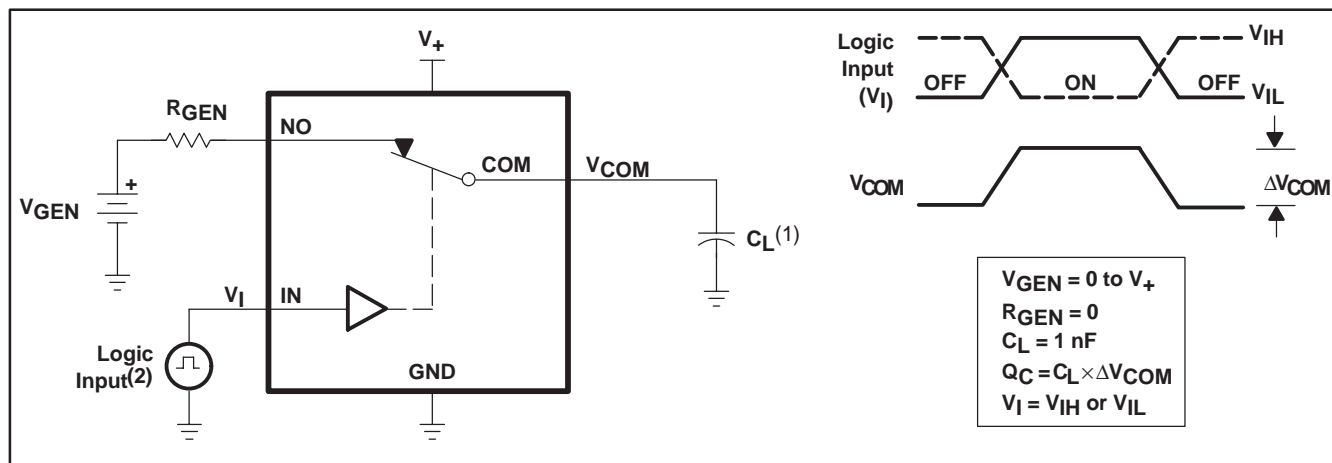 V+
RGEN
NO
COM
VCOM
+
VGEN
CL(1)
VI
IN
Logic
Input(2)
GND
Logic
Input
(VI)
OFF
ON
OFF
VIH
VIL
VCOM
ΔVCOM
VGEN = 0 to V+
RGEN = 0
CL = 1 nF
QC = CL × ΔVCOM
VI = VIH or VIL